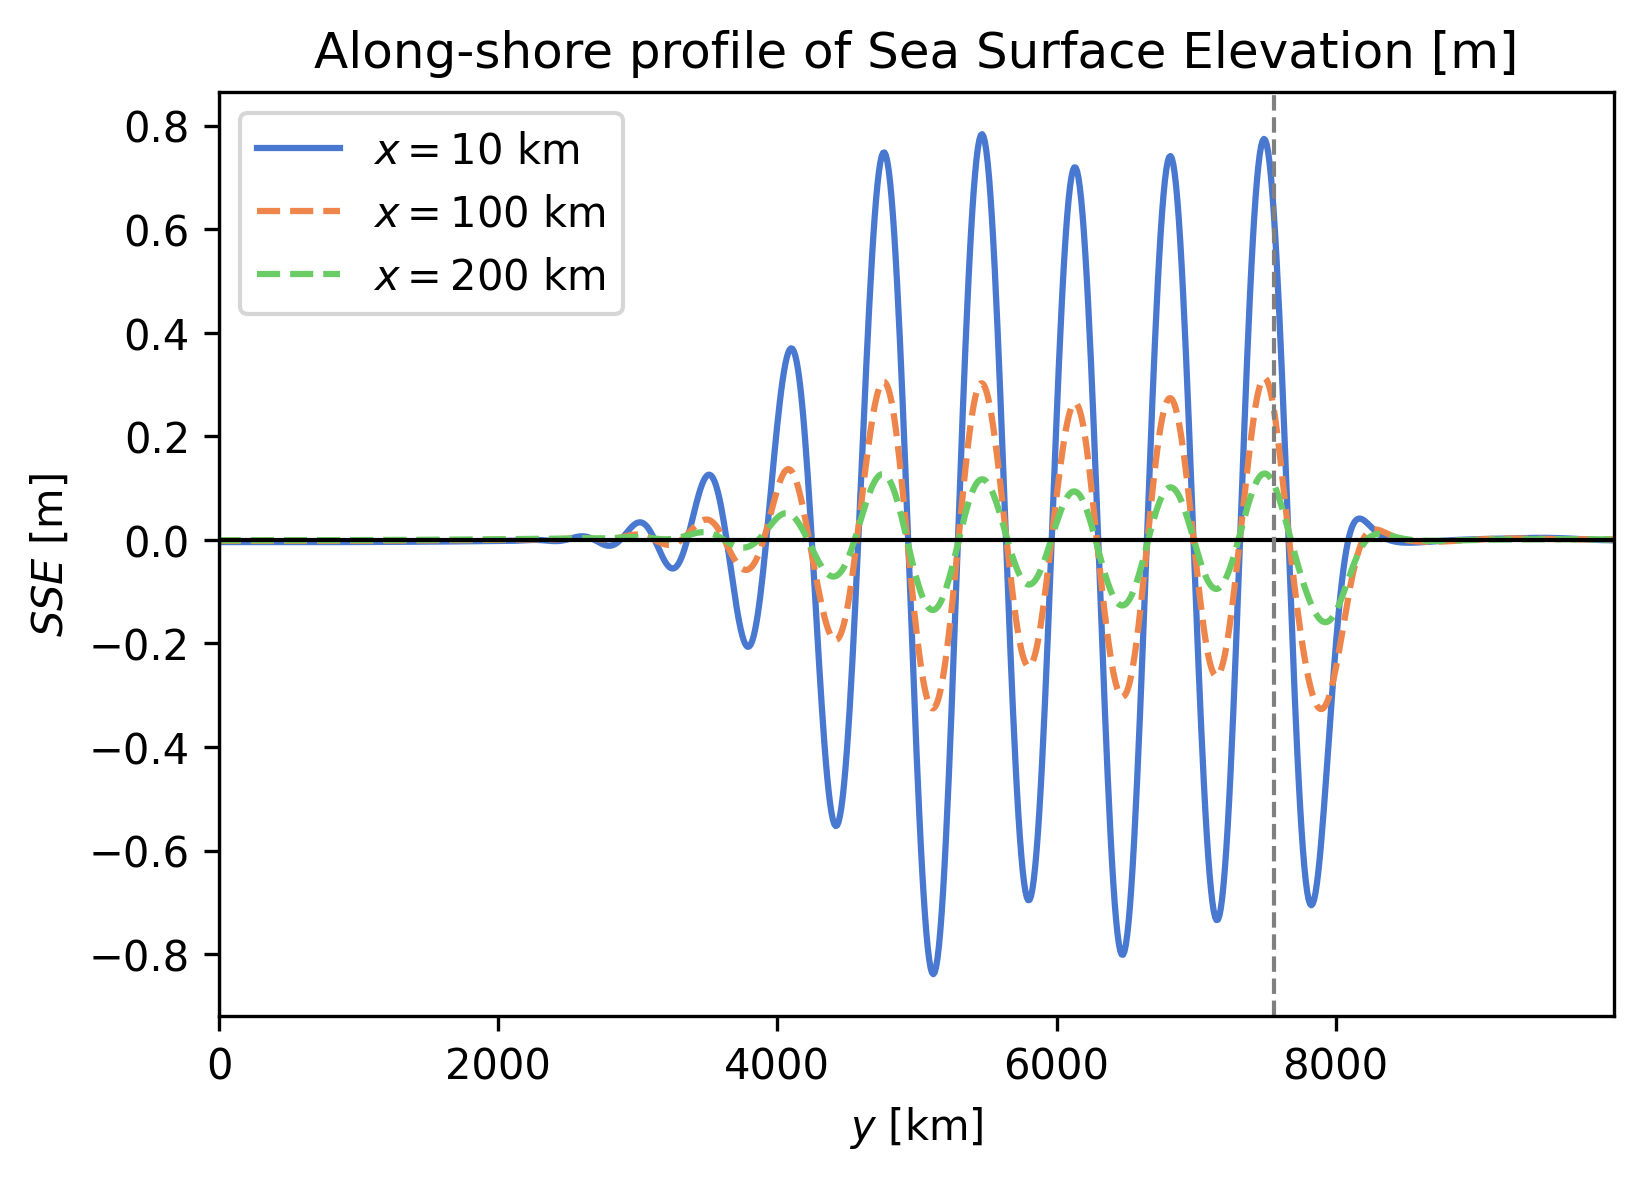 Along-shore profile of Sea Surface Elevation [m]
x = 10 km
x = 100 km
x = 200 km
SSE [m]
0.8
0.6
0.4
0.2
0.0
−0.2
−0.4
−0.6
−0.8
0 2000 4000 6000 8000
y [km]